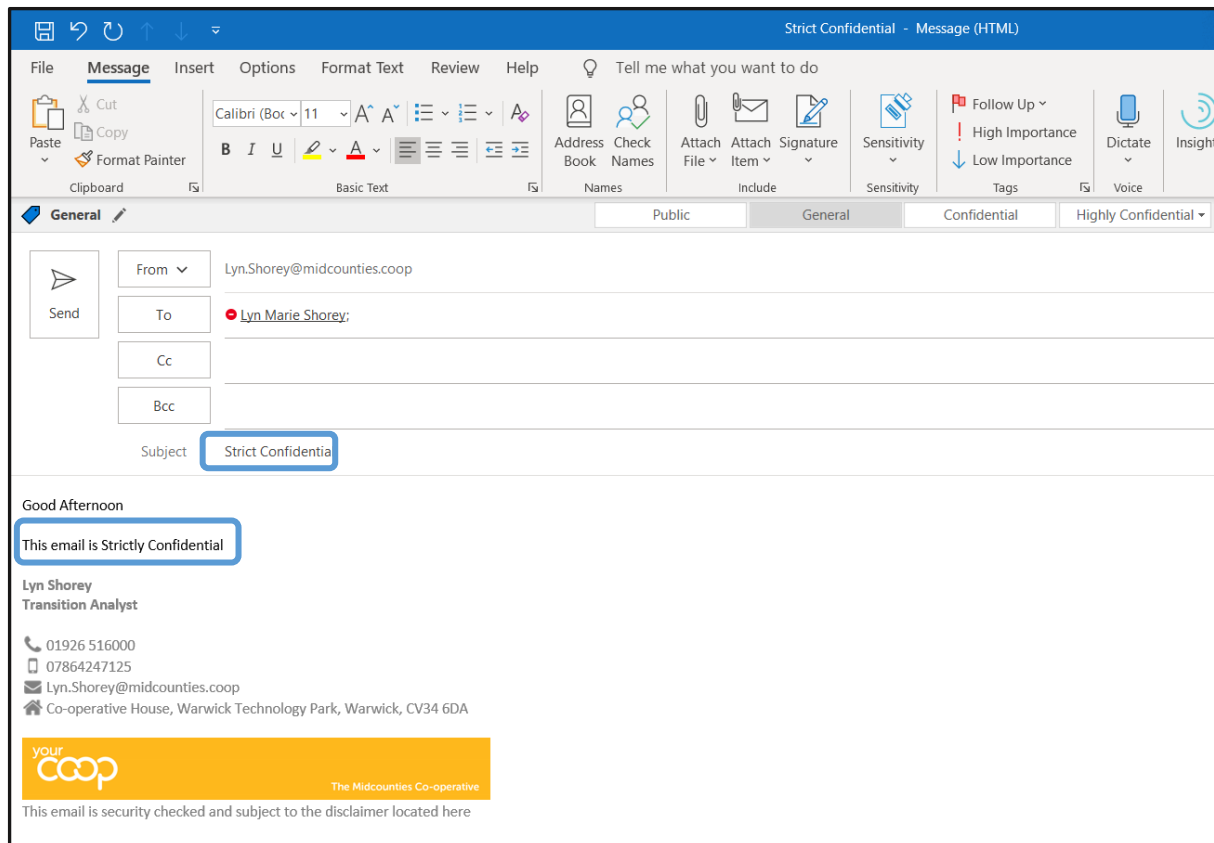 Strict Confidential - Message (HTML)
File Message Insert Options Format Text Review Help Tell me what you want to do
Paste
Cut
Copy
Format Painter
Clipboard
Calibri (Boc 11
B I U
Basic Text
Address Book
Check Names
Names
Attach File
Attach Item
Signature
Include
Sensitivity
Sensitivity
Follow Up
High Importance
Low Importance
Tags
Dictate
Voice
Insight
General
Public General Confidential Highly Confidential
Send
From Lyn.Shorey@midcounties.coop
To Lyn Marie Shorey;
Cc
Bcc
Subject Strict Confidentia
Good Afternoon
This email is Strictly Confidential
Lyn Shorey
Transition Analyst
01926 516000
07864247125
Lyn.Shorey@midcounties.coop
Co-operative House, Warwick Technology Park, Warwick, CV34 6DA
your
coop
The Midcounties Co-operative
This email is security checked and subject to the disclaimer located here